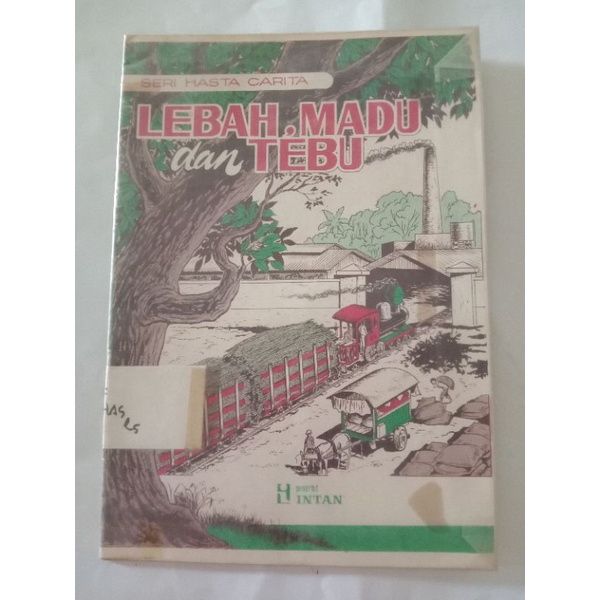 SERI HASTA CARITA
LEBAH, MADU
dan TEBU
INTAN